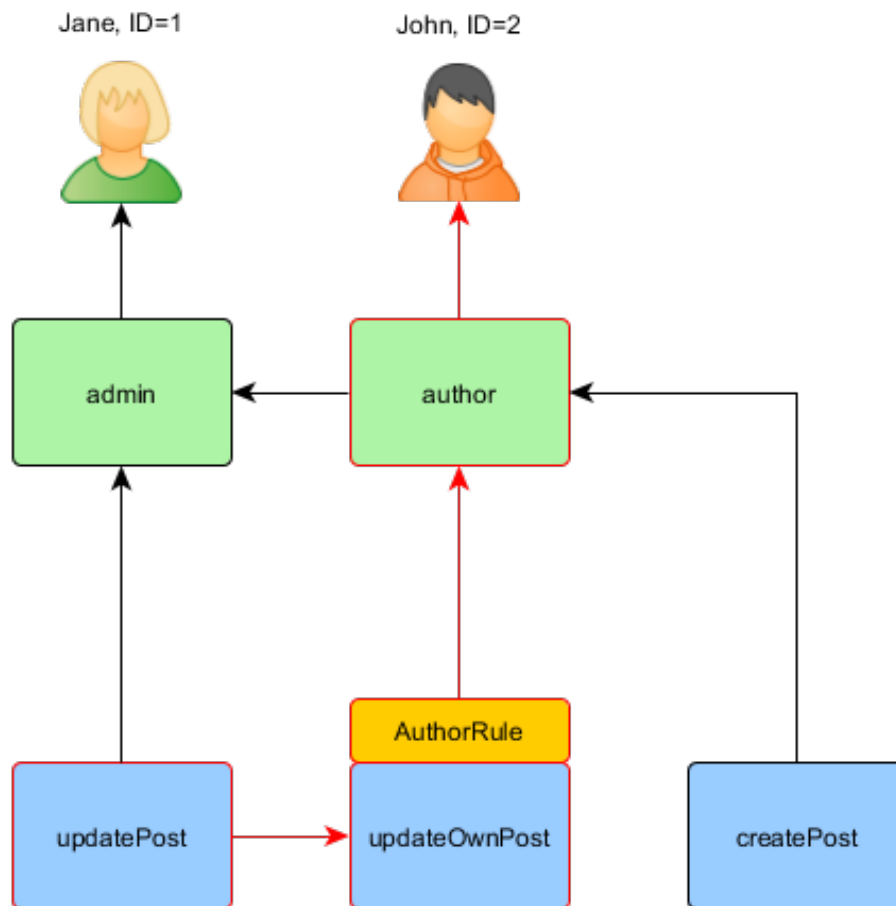 Jane, ID=1
John, ID=2
admin
author
AuthorRule
updatePost
updateOwnPost
createPost